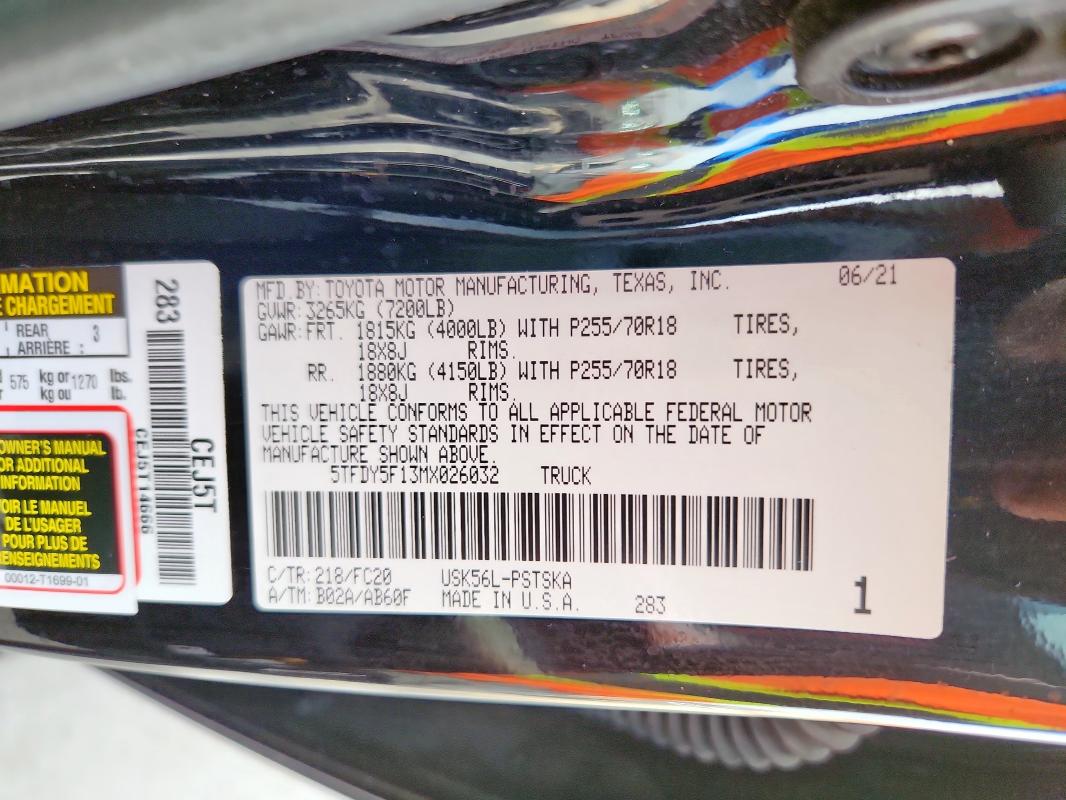 MFD.BY: TOYOTA MOTOR MANUFACTURING, TEXAS, INC. 06/21
GVWR: 3265KG (7200LB)
GAWR: FRT. 1815KG (4000LB) WITH P255/70R18 TIRES,
18X8J RIMS.
RR. 1880KG (4150LB) WITH P255/70R18 TIRES,
18X8J RIMS.
THIS VEHICLE CONFORMS TO ALL APPLICABLE FEDERAL MOTOR
VEHICLE SAFETY STANDARDS IN EFFECT ON THE DATE OF
MANUFACTURE SHOWN ABOVE.
5TFDY5F13MX026032 TRUCK
C/TR: 218/FC20 USK56L-PSTSKA
A/TM: B02A/AB60F MADE IN U.S.A. 283 1
CHARGEMENT
REAR 3
ARRIÈRE :
575 kg or 1270 lbs.
kg ou lb.
OWNER'S MANUAL
ADDITIONAL
INFORMATION
LE MANUEL
DE L'USAGER
POUR PLUS DE
00012-T1699-01
283
CEJ5T
CEJ5T14666